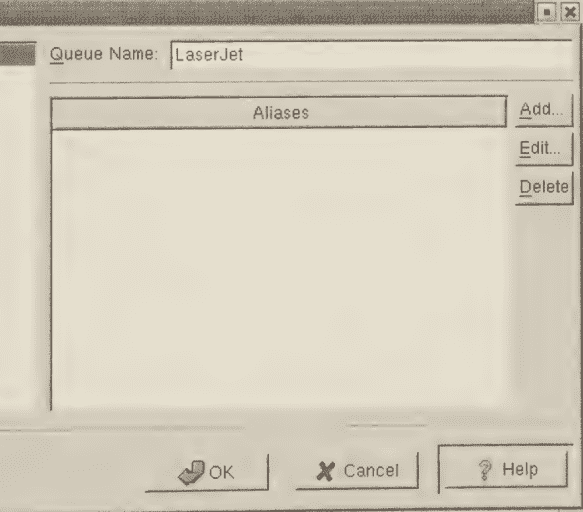 Queue Name: LaserJet
Aliases
Add...
Edit...
Delete
OK
Cancel
Help